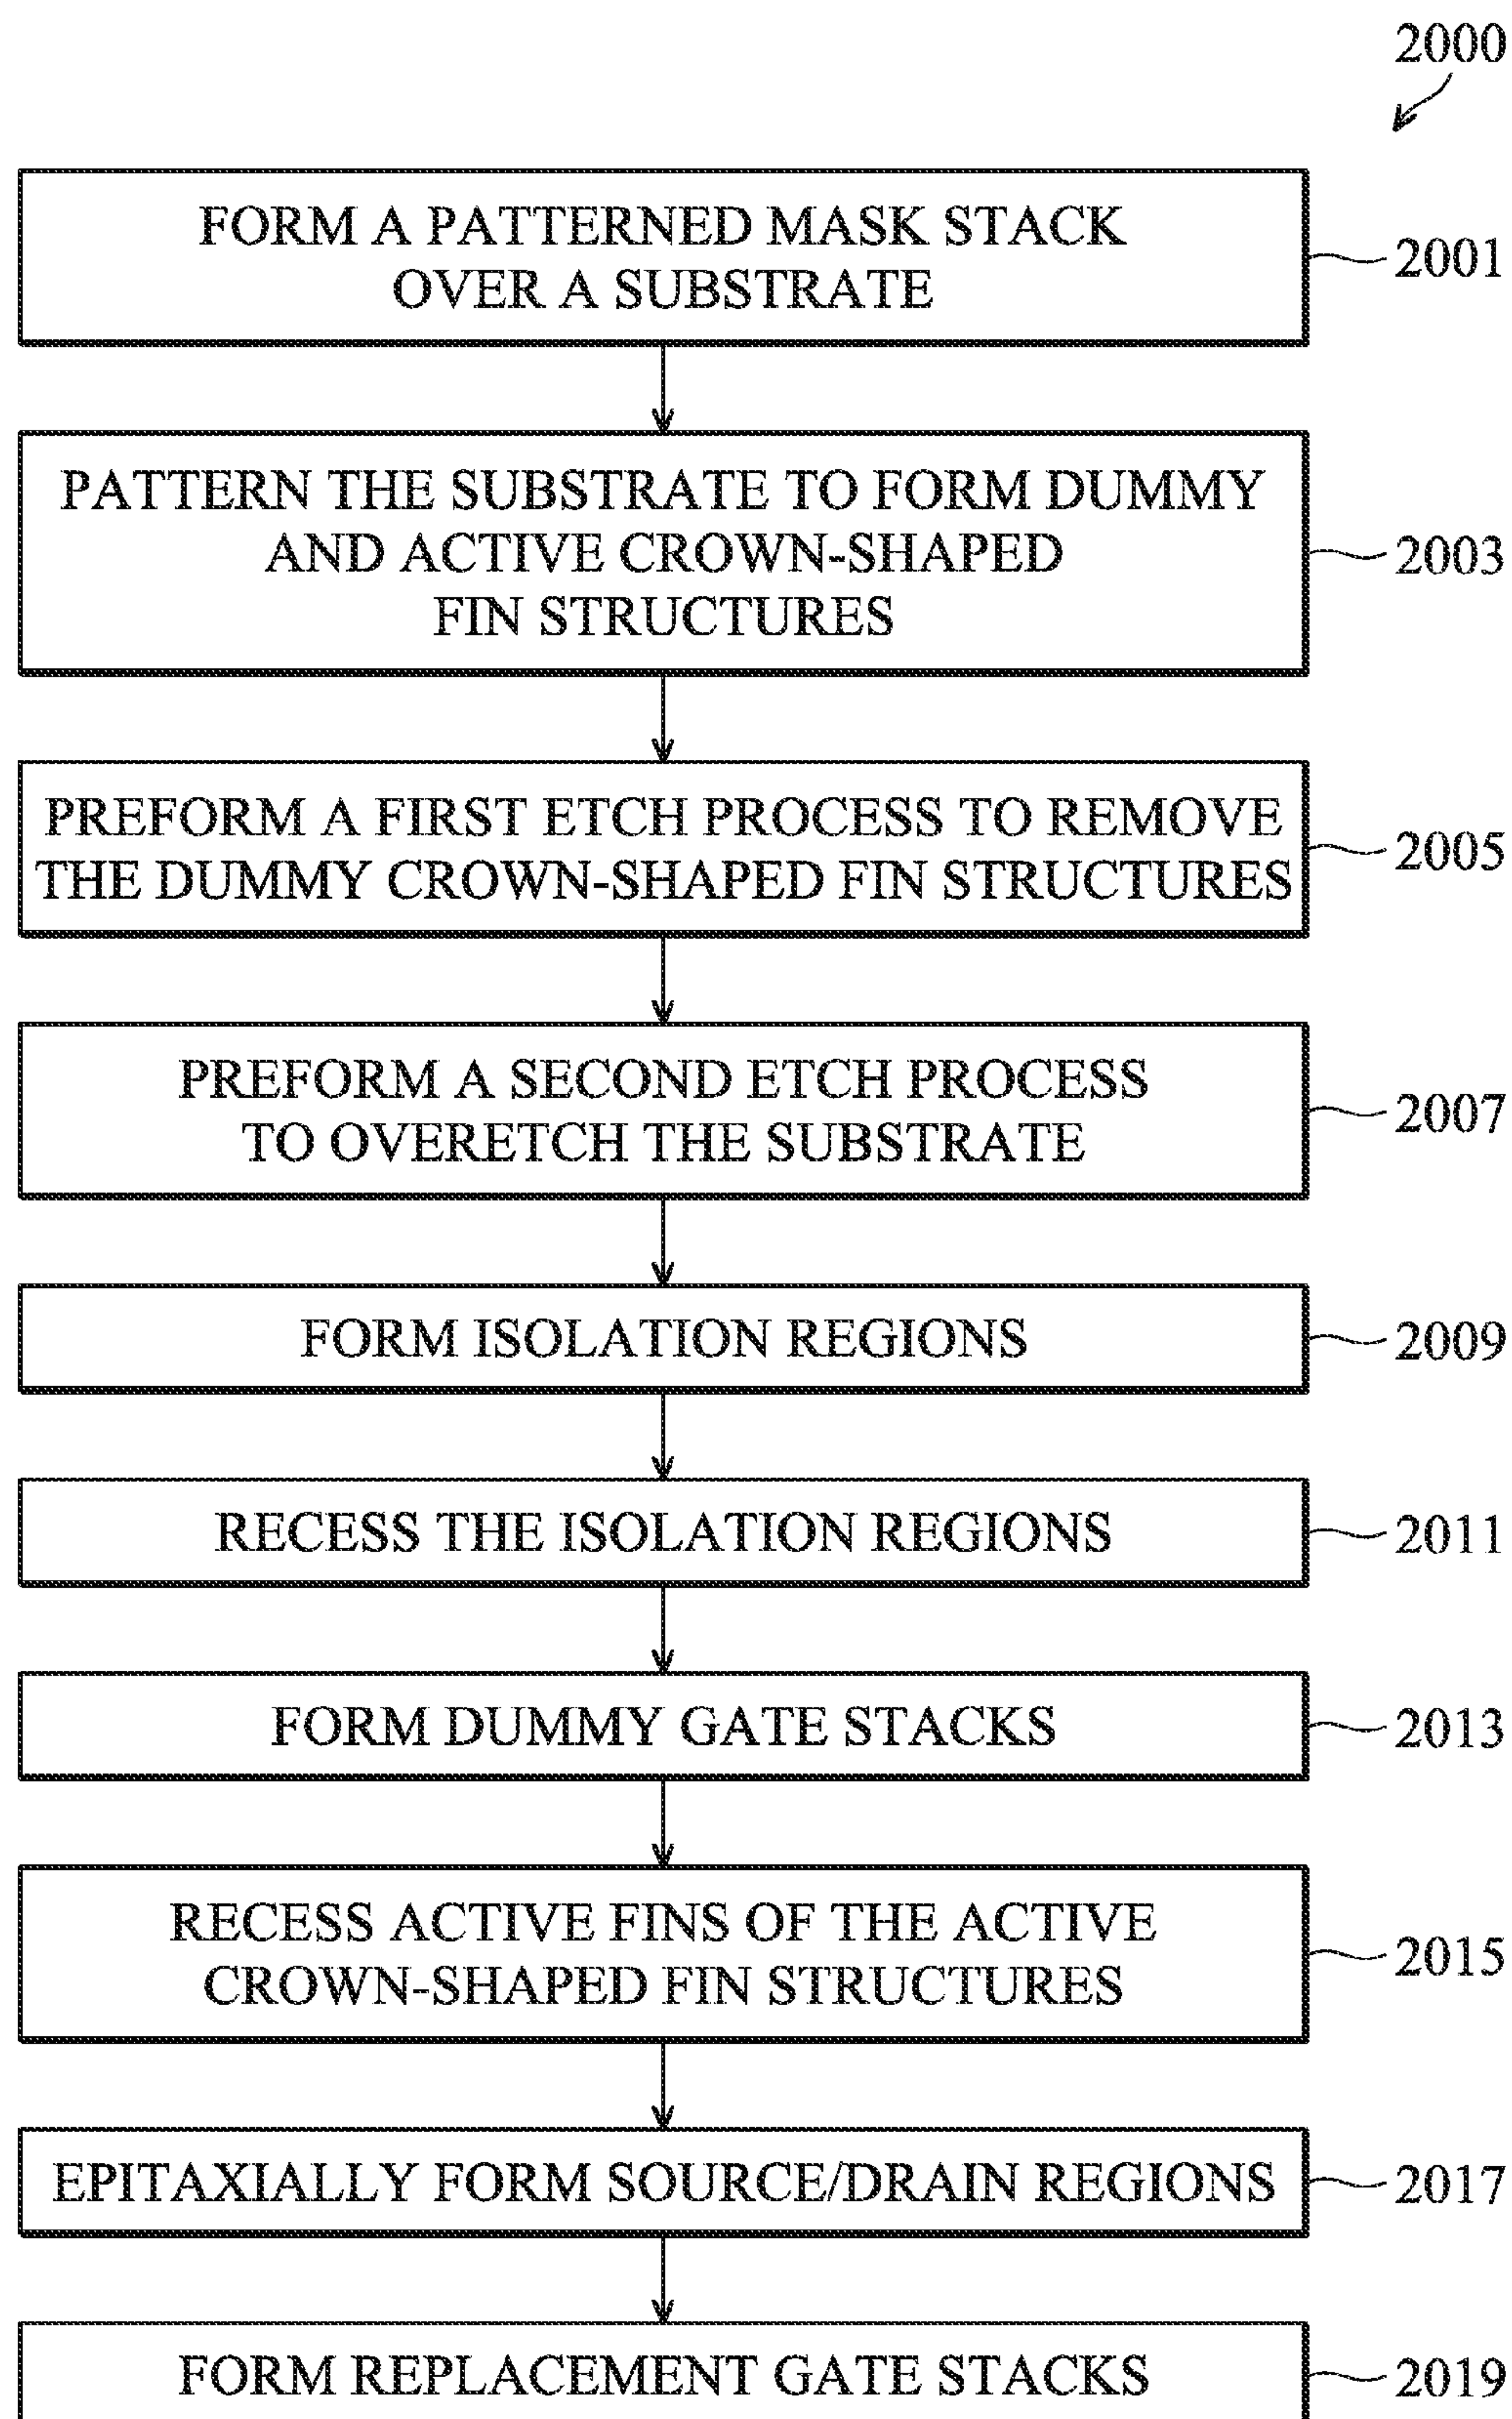 2000
FORM A PATTERNED MASK STACK
OVER A SUBSTRATE
2001
PATTERN THE SUBSTRATE TO FORM DUMMY
AND ACTIVE CROWN-SHAPED
FIN STRUCTURES
2003
PREFORM A FIRST ETCH PROCESS TO REMOVE
THE DUMMY CROWN-SHAPED FIN STRUCTURES
2005
PREFORM A SECOND ETCH PROCESS
TO OVERETCH THE SUBSTRATE
2007
FORM ISOLATION REGIONS
2009
RECESS THE ISOLATION REGIONS
2011
FORM DUMMY GATE STACKS
2013
RECESS ACTIVE FINS OF THE ACTIVE
CROWN-SHAPED FIN STRUCTURES
2015
EPITAXIALLY FORM SOURCE/DRAIN REGIONS
2017
FORM REPLACEMENT GATE STACKS
2019